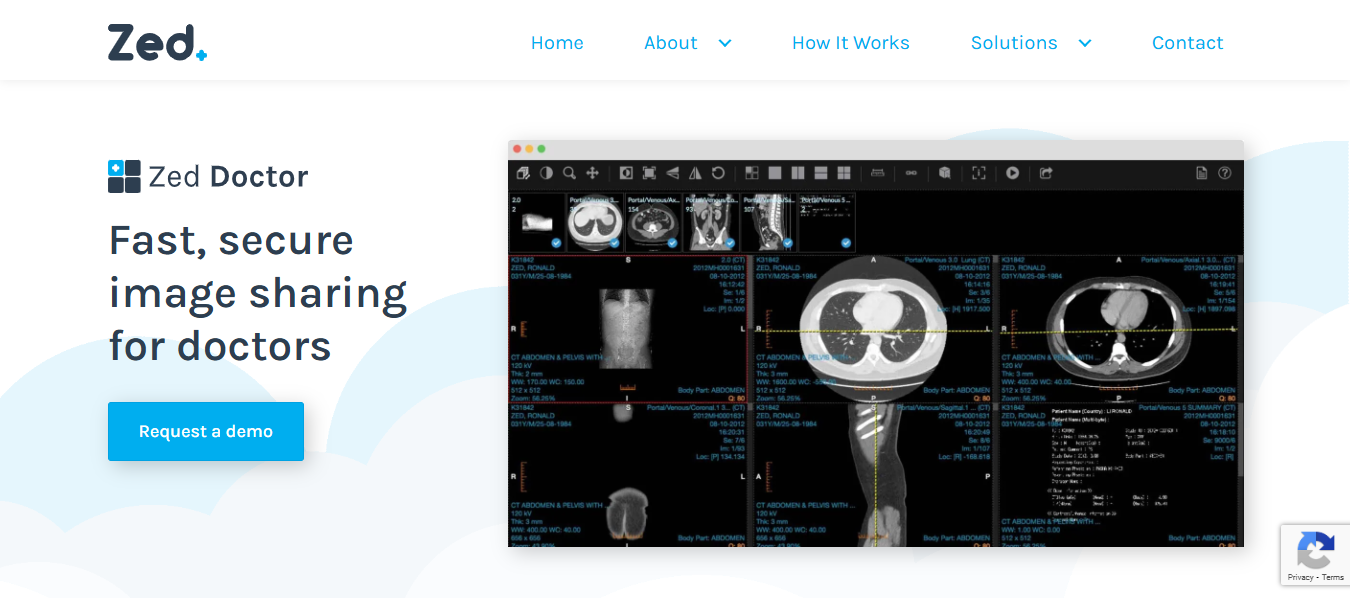 Zed
Home About How It Works Solutions Contact
Zed Doctor
Fast, secure
image sharing
for doctors
Request a demo
2.0
2
Portal/Venous 3...
Portal/Venous/Ax...
154
Portal/Venous/Co...
93
Portal/Venous/Sa...
107
Portal/Venous 5 ...
2
K31842
ZED, RONALD
031Y/M/25-08-1984
S
2.0 (CT)
2012MH0001631
08-10-2012
16:12:42
Se: 1/6
Im: 1/2
Loc: [P] 0.000
R
L
CT ABDOMEN & PELVIS WITH ...
120 kV
Thk: 2 mm
WW: 170.00 WC: 150.00
512 x 512
Zoom: 56.25%
I
Body Part: ABDOMEN
Q: 80
K31842
ZED, RONALD
031Y/M/25-08-1984
A
Portal/Venous 3.0 Lung (CT)
2012MH0001631
08-10-2012
16:14:16
Se: 3/6
Im: 1/35
Loc: [H] 1917.500
R
L
CT ABDOMEN & PELVIS WITH ...
120 kV
Thk: 3 mm
512 x 512
Zoom: 56.25%
P
Body Part: ABDOMEN
Q: 80
K31842
ZED, RONALD
031Y/M/25-08-1984
A
Portal/Venous/Axial.1 3.0... (CT)
2012MH0001631
08-10-2012
16:19:41
Se: 5/6
Im: 1/154
Loc: [H] 1897.098
R
L
CT ABDOMEN & PELVIS WITH ...
120 kV
Thk: 3 mm
WW: 400.00 WC: 40.00
512 x 512
Zoom: 56.25%
P
Body Part: ABDOMEN
Q: 80
K31842
ZED, RONALD
031Y/M/25-08-1984
S
Portal/Venous/Coronal.1 3... (CT)
2012MH0001631
08-10-2012
16:20:31
Se: 7/6
Im: 1/93
Loc: [P] 134.134
R
L
CT ABDOMEN & PELVIS WITH ...
120 kV
Thk: 3 mm
WW: 400.00 WC: 40.00
656 x 656
Body Part: ABDOMEN
Q: 80
K31842
ZED, RONALD
031Y/M/25-08-1984
S
Portal/Venous/Sagittal.1 ... (CT)
2012MH0001631
08-10-2012
16:20:49
Se: 8/6
Im: 1/107
Loc: [R] -168.618
A
P
CT ABDOMEN & PELVIS WITH ...
120 kV
Thk: 3 mm
WW: 400.00 WC: 40.00
656 x 656
Body Part: ABDOMEN
Q: 80
K31842
ZED, RONALD
031Y/M/25-08-1984
Portal/Venous 5 SUMMARY (CT)
2012MH0001631
08-10-2012
16:18:10
Se: 9000/6
Im: 1/2
Loc: [R]
CT ABDOMEN & PELVIS WITH ...
WW: 1.00 WC: 0.00
512 x 512
Zoom: 56.25%
Body Part: ABDOMEN
Q: 80
Privacy - Terms